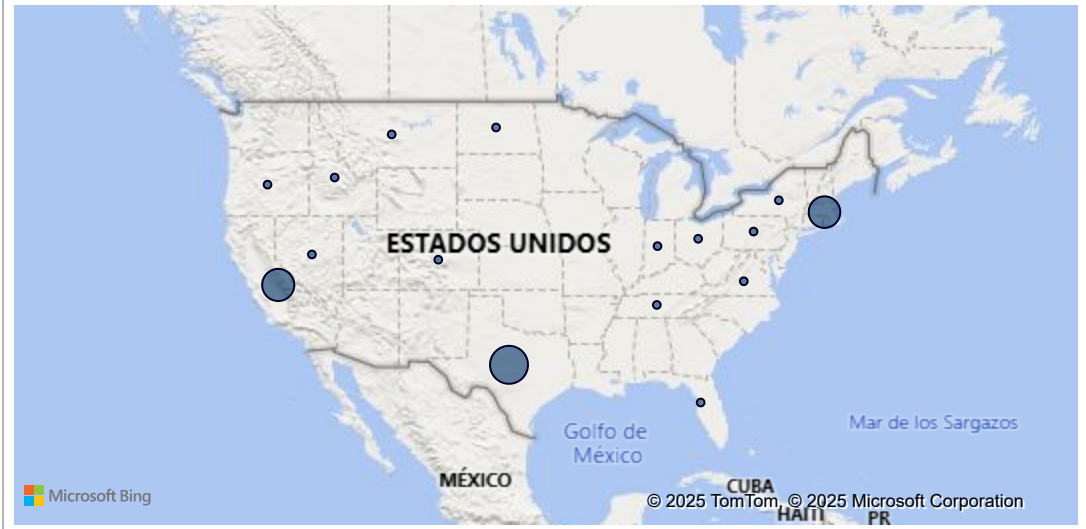 ESTADOS UNIDOS
Golfo de
México
Mar de los Sargazos
MÉXICO
CUBA
Microsoft Bing
© 2025 TomTom, © 2025 Microsoft Corporation
HAITÍ
PR